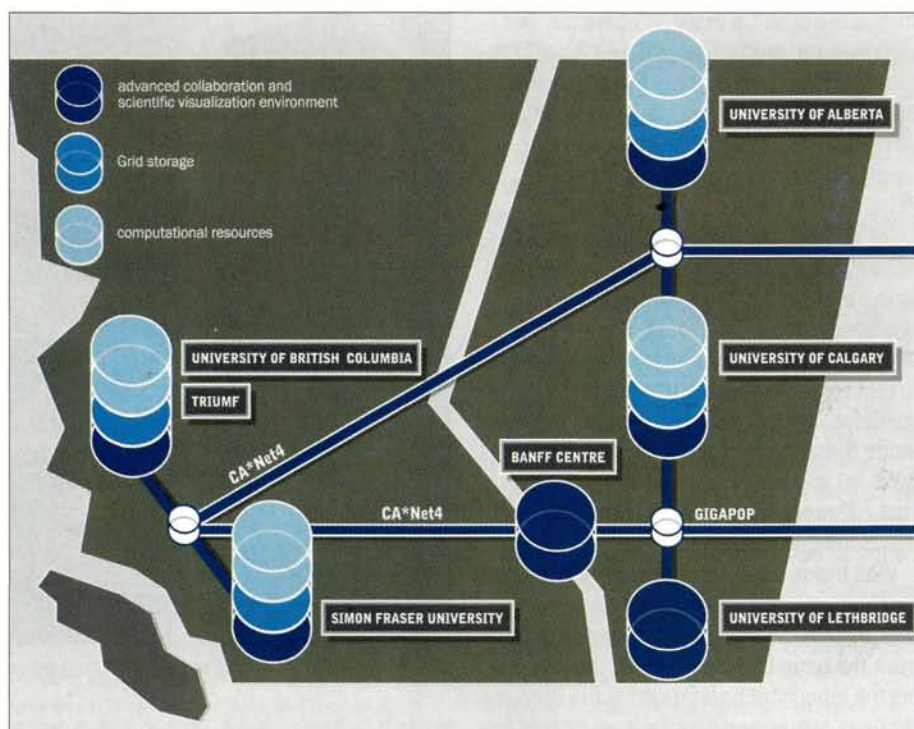 advanced collaboration and
scientific visualization environment
Grid storage
computational resources
UNIVERSITY OF ALBERTA
UNIVERSITY OF BRITISH COLUMBIA
TRIUMF
UNIVERSITY OF CALGARY
CA*Net4
BANFF CENTRE
CA*Net4
GIGAPOP
SIMON FRASER UNIVERSITY
UNIVERSITY OF LETHBRIDGE